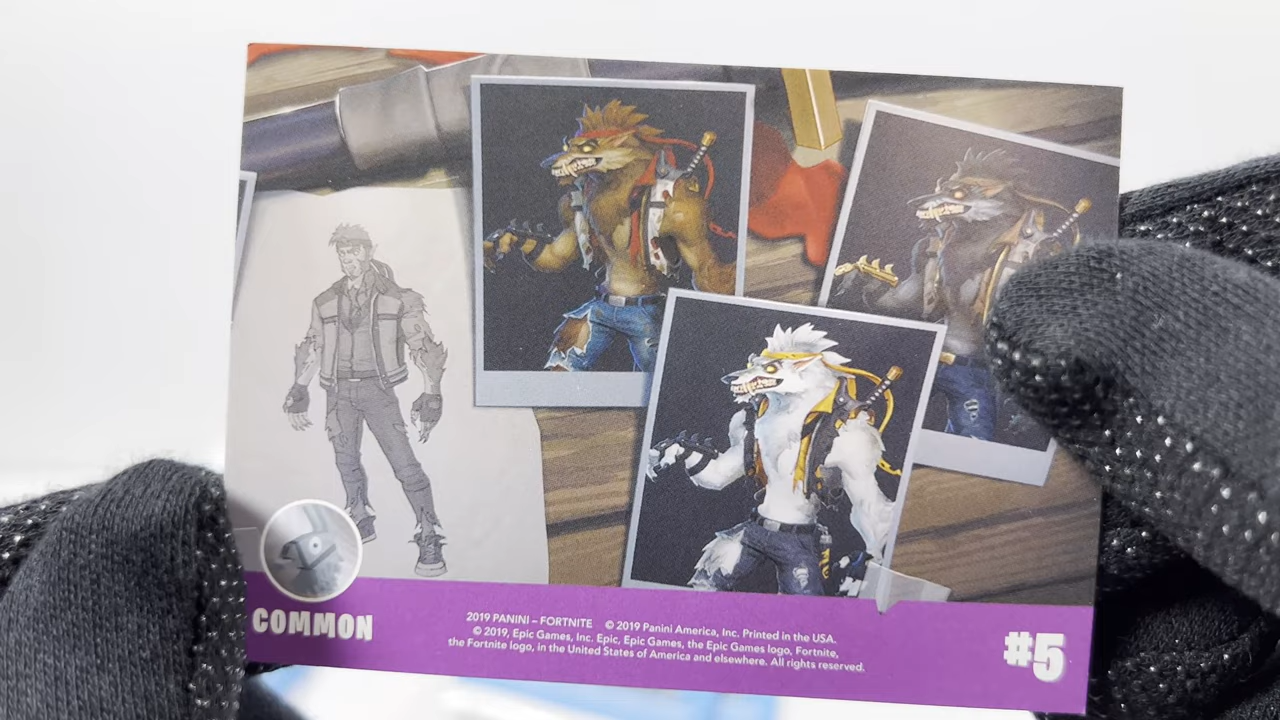 COMMON
2019 PANINI – FORTNITE © 2019 Panini America, Inc. Printed in the USA.
© 2019, Epic Games, Inc. Epic, Epic Games, the Epic Games logo, Fortnite,
the Fortnite logo, in the United States of America and elsewhere. All rights reserved.
#5